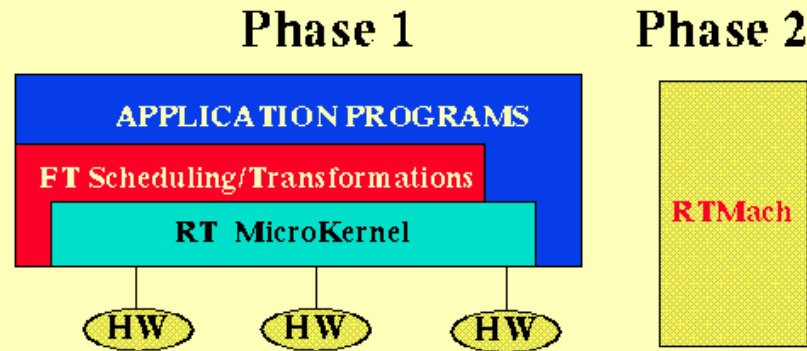 Phase 1
Phase 2
APPLICATION PROGRAMS
FT Scheduling/Transformations
RT MicroKernel
RTMach
HW
HW
HW